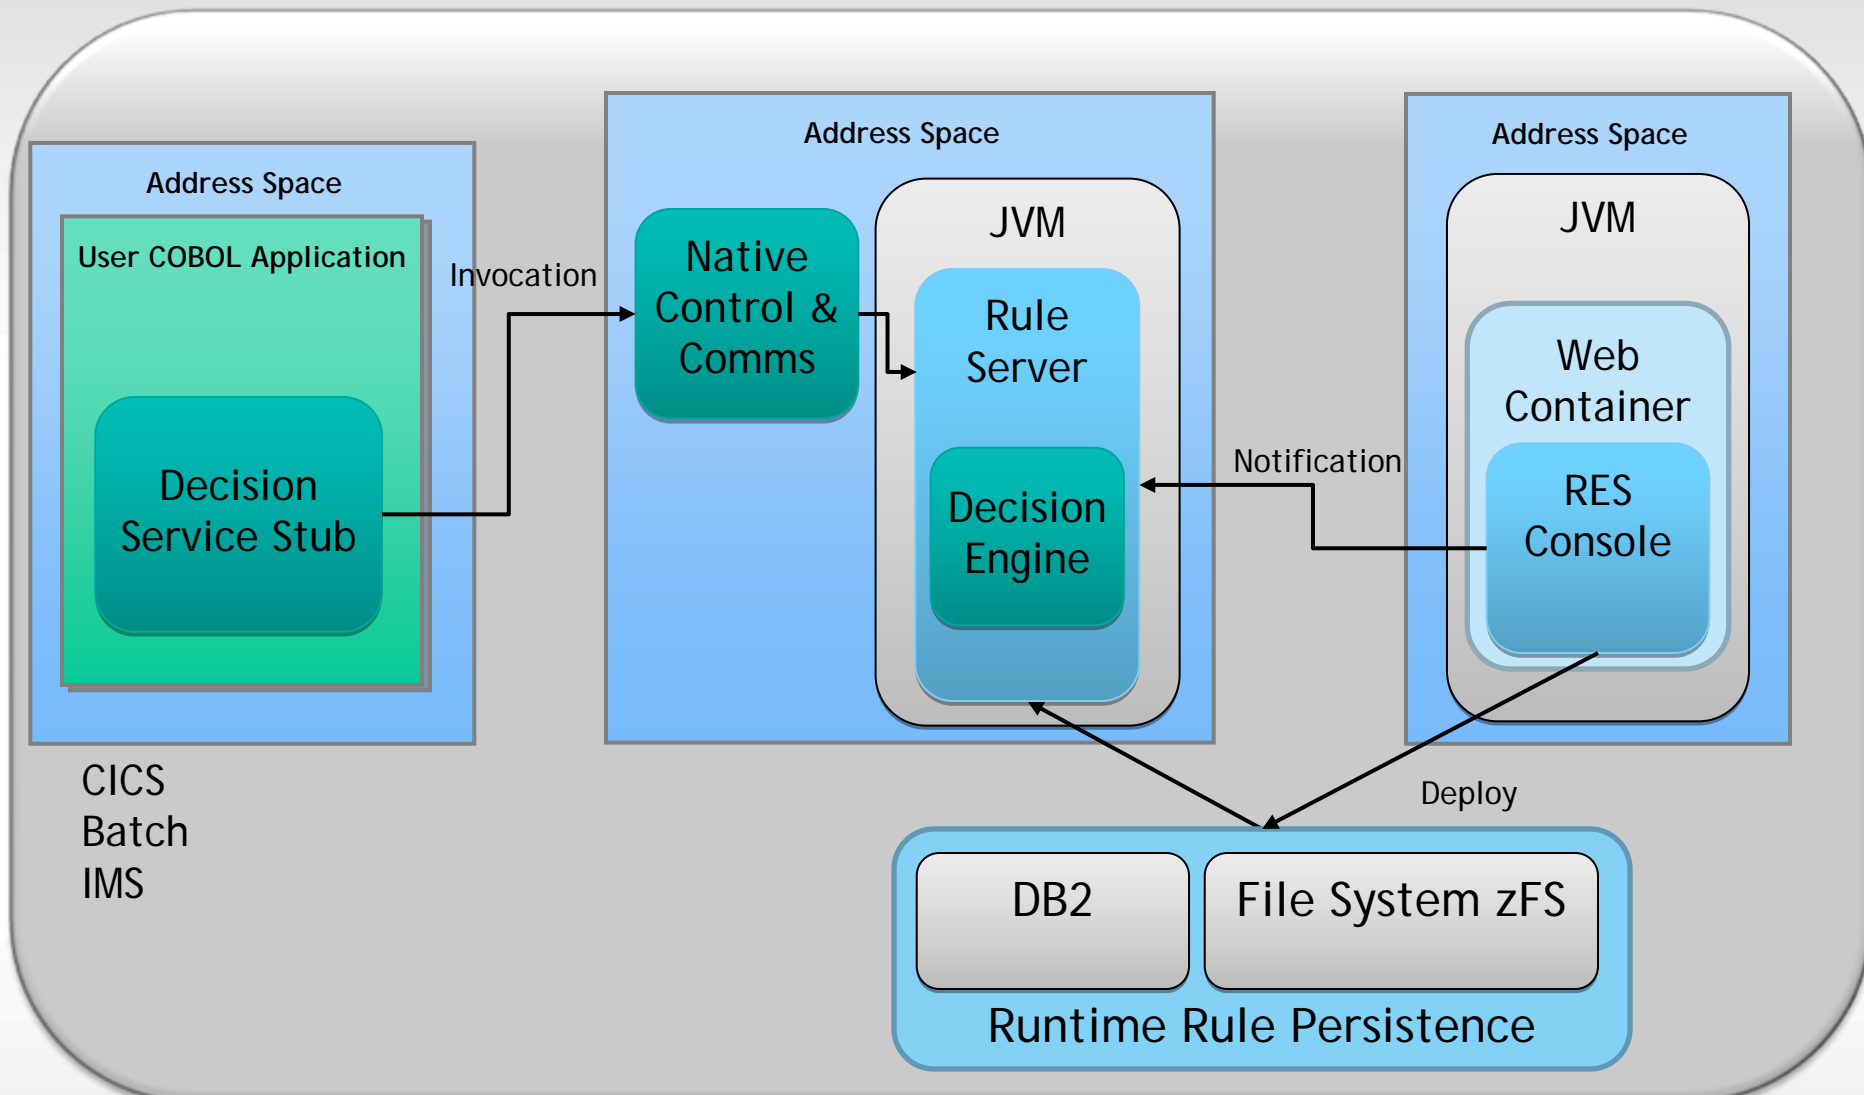 Address Space
User COBOL Application
Decision
Service Stub
CICS
Batch
IMS
Invocation
Address Space
Native
Control &
Comms
JVM
Rule
Server
Decision
Engine
Notification
Address Space
JVM
Web
Container
RES
Console
Deploy
DB2
File System zFS
Runtime Rule Persistence